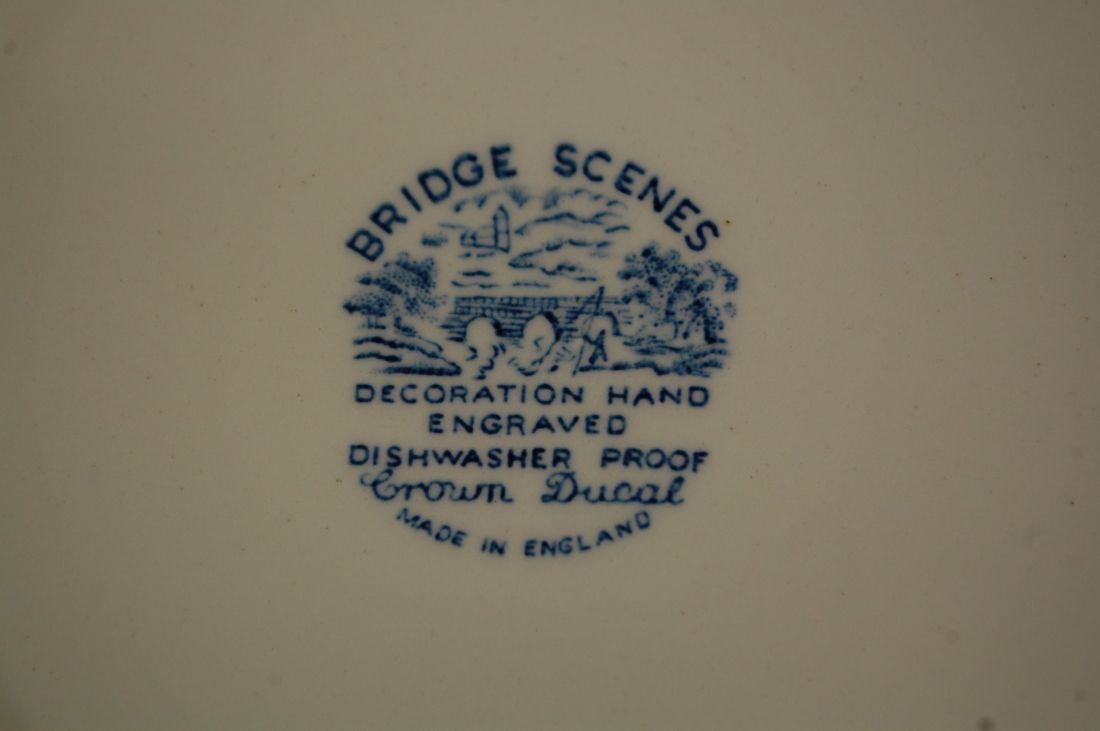 BRIDGE SCENES
DECORATION HAND
ENGRAVED
DISHWASHER PROOF
Crown Ducal
MADE IN ENGLAND